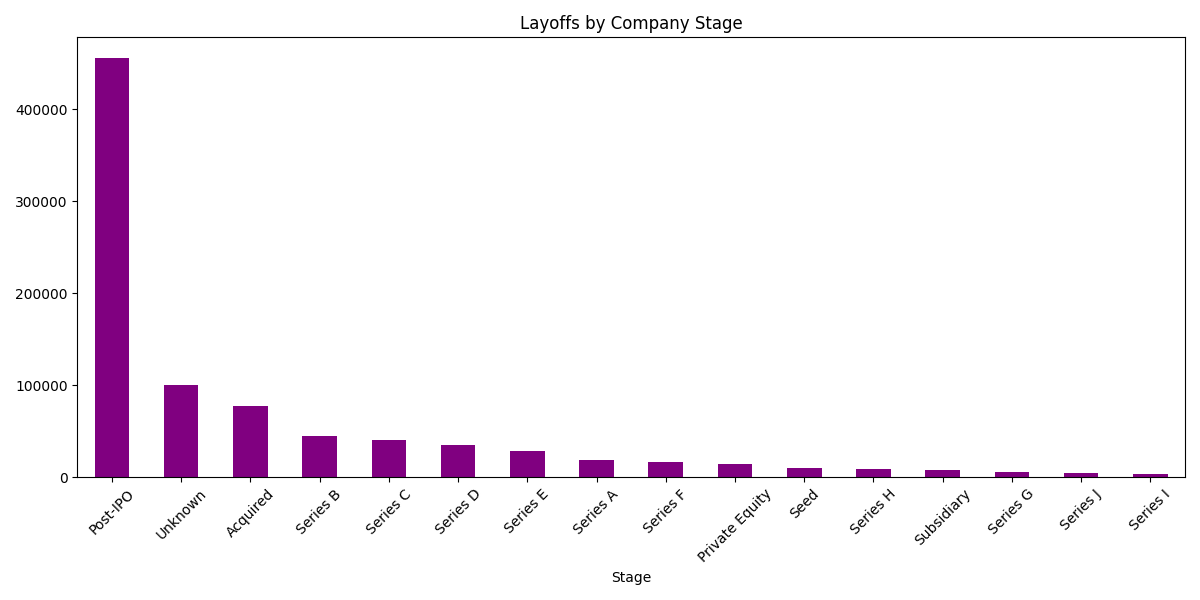 Layoffs by Company Stage
400000
300000
200000
100000
0
Post-IPO
Unknown
Acquired
Series B
Series C
Series D
Series E
Series A
Series F
Private Equity
Seed
Series H
Subsidiary
Series G
Series J
Series I
Stage